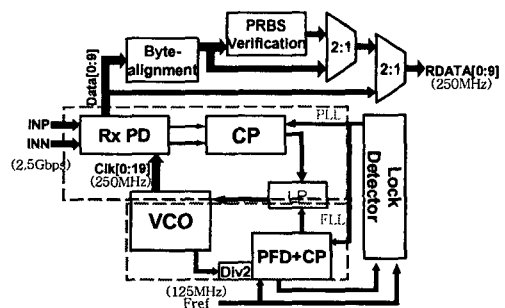 PRBS
Verification
Byte-
alignment
2:1
2:1
RDATA[0:9]
(250MHz)
Data[0:9]
INP
INN
(2.5Gbps)
Rx PD
CP
PLL
Clk[0:19]
(250MHz)
LP
FLL
Lock
Detector
VCO
Div2
PFD+CP
(125MHz)
Fref